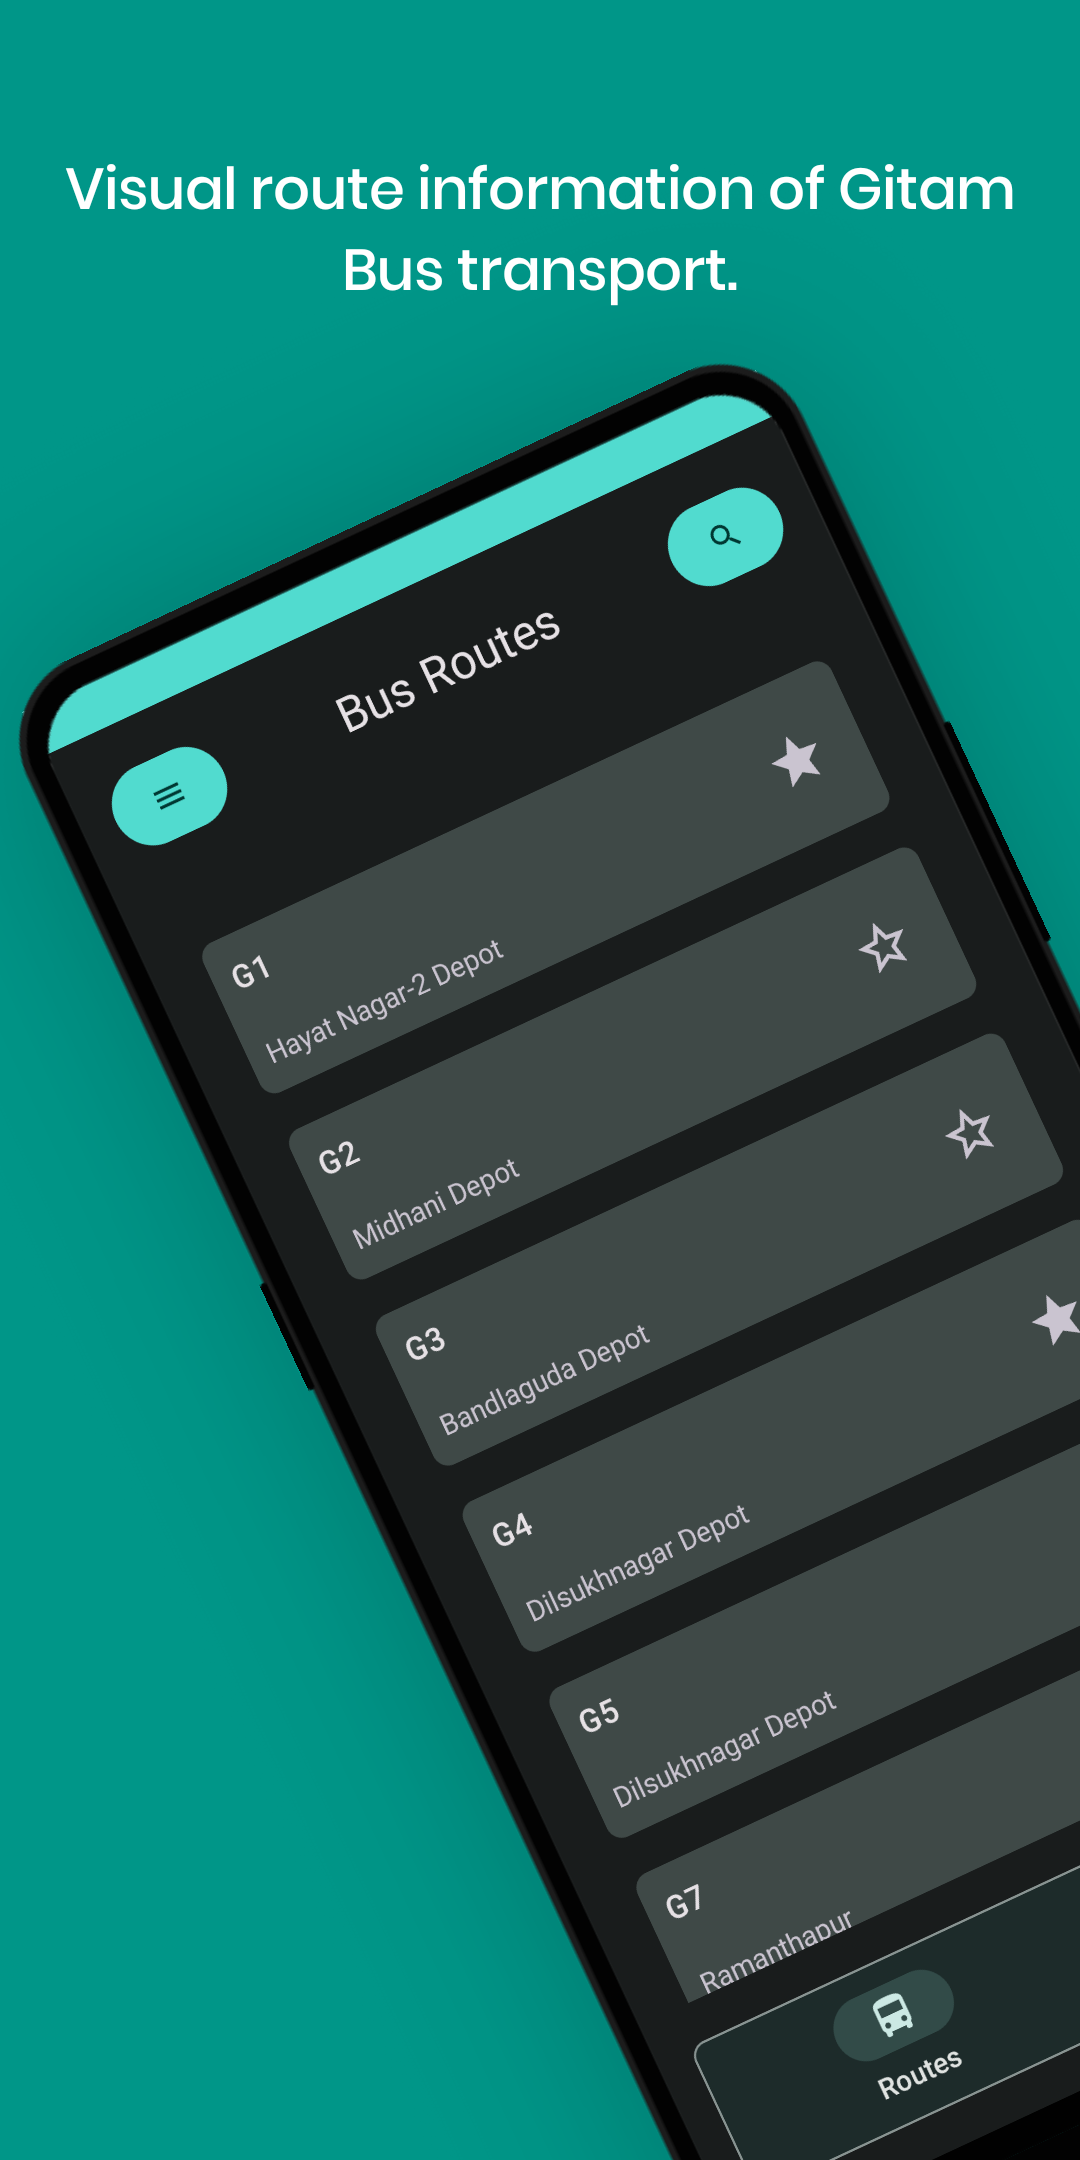 Visual route information of Gitam
Bus transport.
Bus Routes
G1
Hayat Nagar-2 Depot
G2
Midhani Depot
G3
Bandlaguda Depot
G4
Dilsukhnagar Depot
G5
Dilsukhnagar Depot
G7
Ramanthapur
Routes